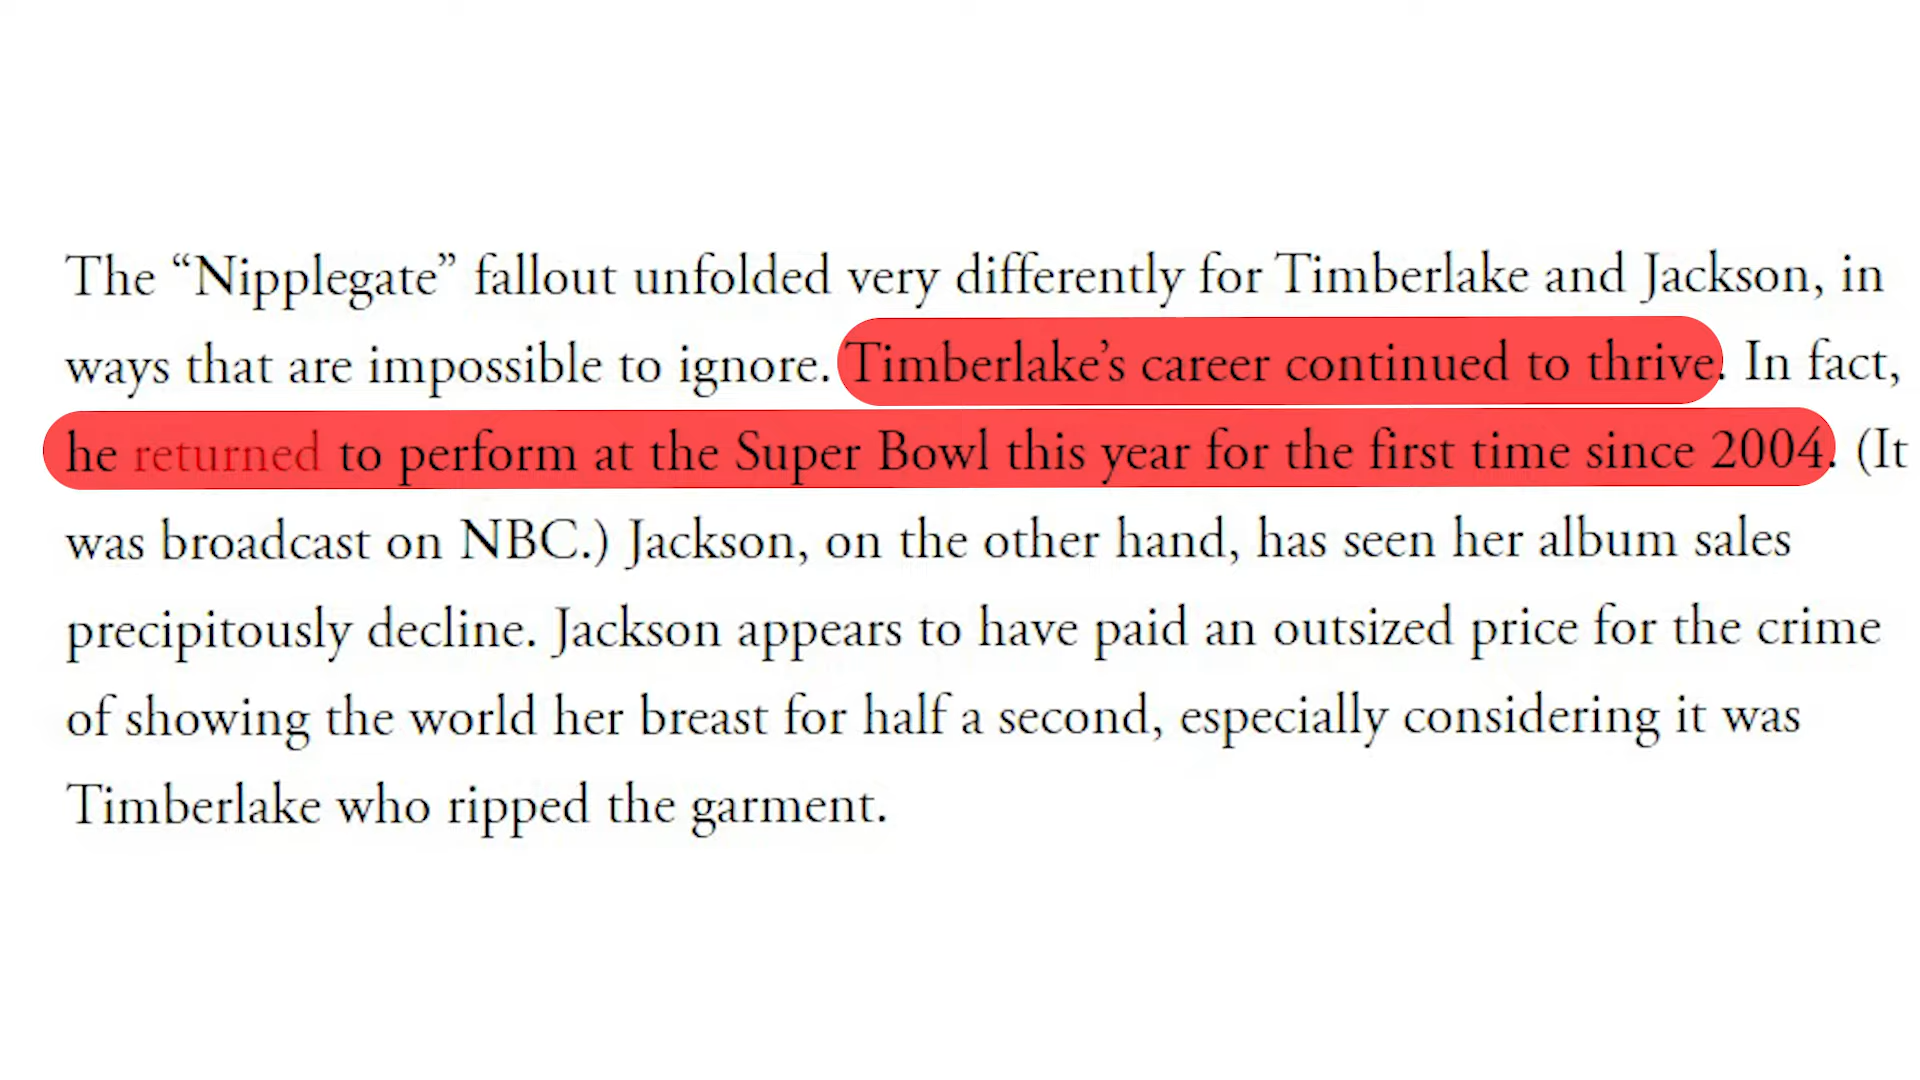 The “Nipplegate” fallout unfolded very differently for Timberlake and Jackson, in
ways that are impossible to ignore. Timberlake’s career continued to thrive. In fact,
he returned to perform at the Super Bowl this year for the first time since 2004. (It
was broadcast on NBC.) Jackson, on the other hand, has seen her album sales
precipitously decline. Jackson appears to have paid an outsized price for the crime
of showing the world her breast for half a second, especially considering it was
Timberlake who ripped the garment.